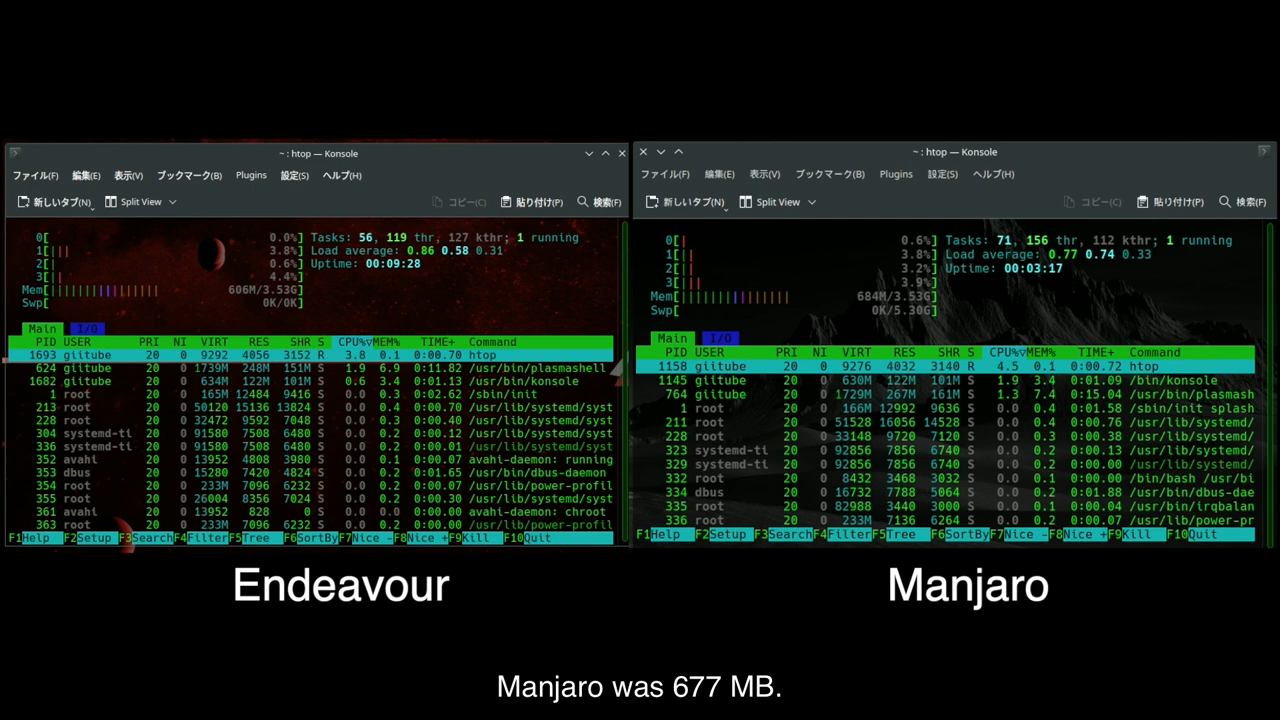 ~ : htop — Konsole
ファイル(F) 編集(E) 表示(V) ブックマーク(B) Plugins 設定(S) ヘルプ(H)
新しいタブ(N) Split View コピー(C) 貼り付け(P) 検索(F)
0[ 0.0%] Tasks: 56, 119 thr, 127 kthr; 1 running
1[||| 3.8%] Load average: 0.86 0.58 0.31
2[| 0.6%] Uptime: 00:09:28
3[|| 4.4%]
Mem[|||||||||||||||||| 606M/3.53G]
Swp[ 0K/0K]
Main I/O
PID USER PRI NI VIRT RES SHR S CPU%▽MEM% TIME+ Command
1693 giitube 20 0 9292 4056 3152 R 3.8 0.1 0:00.70 htop
624 giitube 20 0 1739M 248M 151M S 1.9 6.9 0:11.82 /usr/bin/plasmashell
1682 giitube 20 0 634M 122M 101M S 0.6 3.4 0:01.13 /usr/bin/konsole
1 root 20 0 165M 12484 9416 S 0.0 0.3 0:02.62 /sbin/init
213 root 20 0 50120 15136 13824 S 0.0 0.4 0:00.70 /usr/lib/systemd/syst
228 root 20 0 32472 9592 7048 S 0.0 0.3 0:00.40 /usr/lib/systemd/syst
304 systemd-ti 20 0 91580 7508 6480 S 0.0 0.2 0:00.12 /usr/lib/systemd/syst
336 systemd-ti 20 0 91580 7508 6480 S 0.0 0.2 0:00.01 /usr/lib/systemd/syst
352 avahi 20 0 13952 4808 3980 S 0.0 0.1 0:00.07 avahi-daemon: running
353 dbus 20 0 15280 7420 4824 S 0.0 0.2 0:01.65 /usr/bin/dbus-daemon
354 root 20 0 233M 7096 6232 S 0.0 0.2 0:00.07 /usr/lib/power-profil
355 root 20 0 26004 8356 7024 S 0.0 0.2 0:00.30 /usr/lib/systemd/syst
361 avahi 20 0 13952 828 0 S 0.0 0.0 0:00.00 avahi-daemon: chroot
363 root 20 0 233M 7096 6232 S 0.0 0.2 0:00.00 /usr/lib/power-profil
F1Help F2Setup F3SearchF4FilterF5Tree F6SortByF7Nice -F8Nice +F9Kill F10Quit
Endeavour
~ : htop — Konsole
ファイル(F) 編集(E) 表示(V) ブックマーク(B) Plugins 設定(S) ヘルプ(H)
新しいタブ(N) Split View コピー(C) 貼り付け(P) 検索(F)
0[| 0.6%] Tasks: 71, 156 thr, 112 kthr; 1 running
1[|| 3.8%] Load average: 0.77 0.74 0.33
2[|| 3.2%] Uptime: 00:03:17
3[||| 3.9%]
Mem[|||||||||||||||||| 684M/3.53G]
Swp[ 0K/5.30G]
Main I/O
PID USER PRI NI VIRT RES SHR S CPU%▽MEM% TIME+ Command
1158 giitube 20 0 9276 4032 3140 R 4.5 0.1 0:00.72 htop
1145 giitube 20 0 630M 122M 101M S 1.9 3.4 0:01.09 /bin/konsole
764 giitube 20 0 1729M 267M 161M S 1.3 7.4 0:15.04 /usr/bin/plasmash
1 root 20 0 166M 12992 9636 S 0.0 0.4 0:01.58 /sbin/init splash
211 root 20 0 51528 16056 14528 S 0.0 0.4 0:00.76 /usr/lib/systemd/
228 root 20 0 33148 9720 7120 S 0.0 0.3 0:00.38 /usr/lib/systemd/
323 systemd-ti 20 0 92856 7856 6740 S 0.0 0.2 0:00.13 /usr/lib/systemd/
329 systemd-ti 20 0 92856 7856 6740 S 0.0 0.2 0:00.00 /usr/lib/systemd/
332 root 20 0 8432 3468 3032 S 0.0 0.1 0:00.00 /bin/bash /usr/bi
334 dbus 20 0 16732 7788 5064 S 0.0 0.2 0:01.88 /usr/bin/dbus-dae
335 root 20 0 82988 3440 3000 S 0.0 0.1 0:00.01 /usr/bin/irqbalan
336 root 20 0 233M 7136 6264 S 0.0 0.2 0:00.07 /usr/lib/power-pr
F1Help F2Setup F3SearchF4FilterF5Tree F6SortByF7Nice -F8Nice +F9Kill F10Quit
Manjaro
Manjaro was 677 MB.